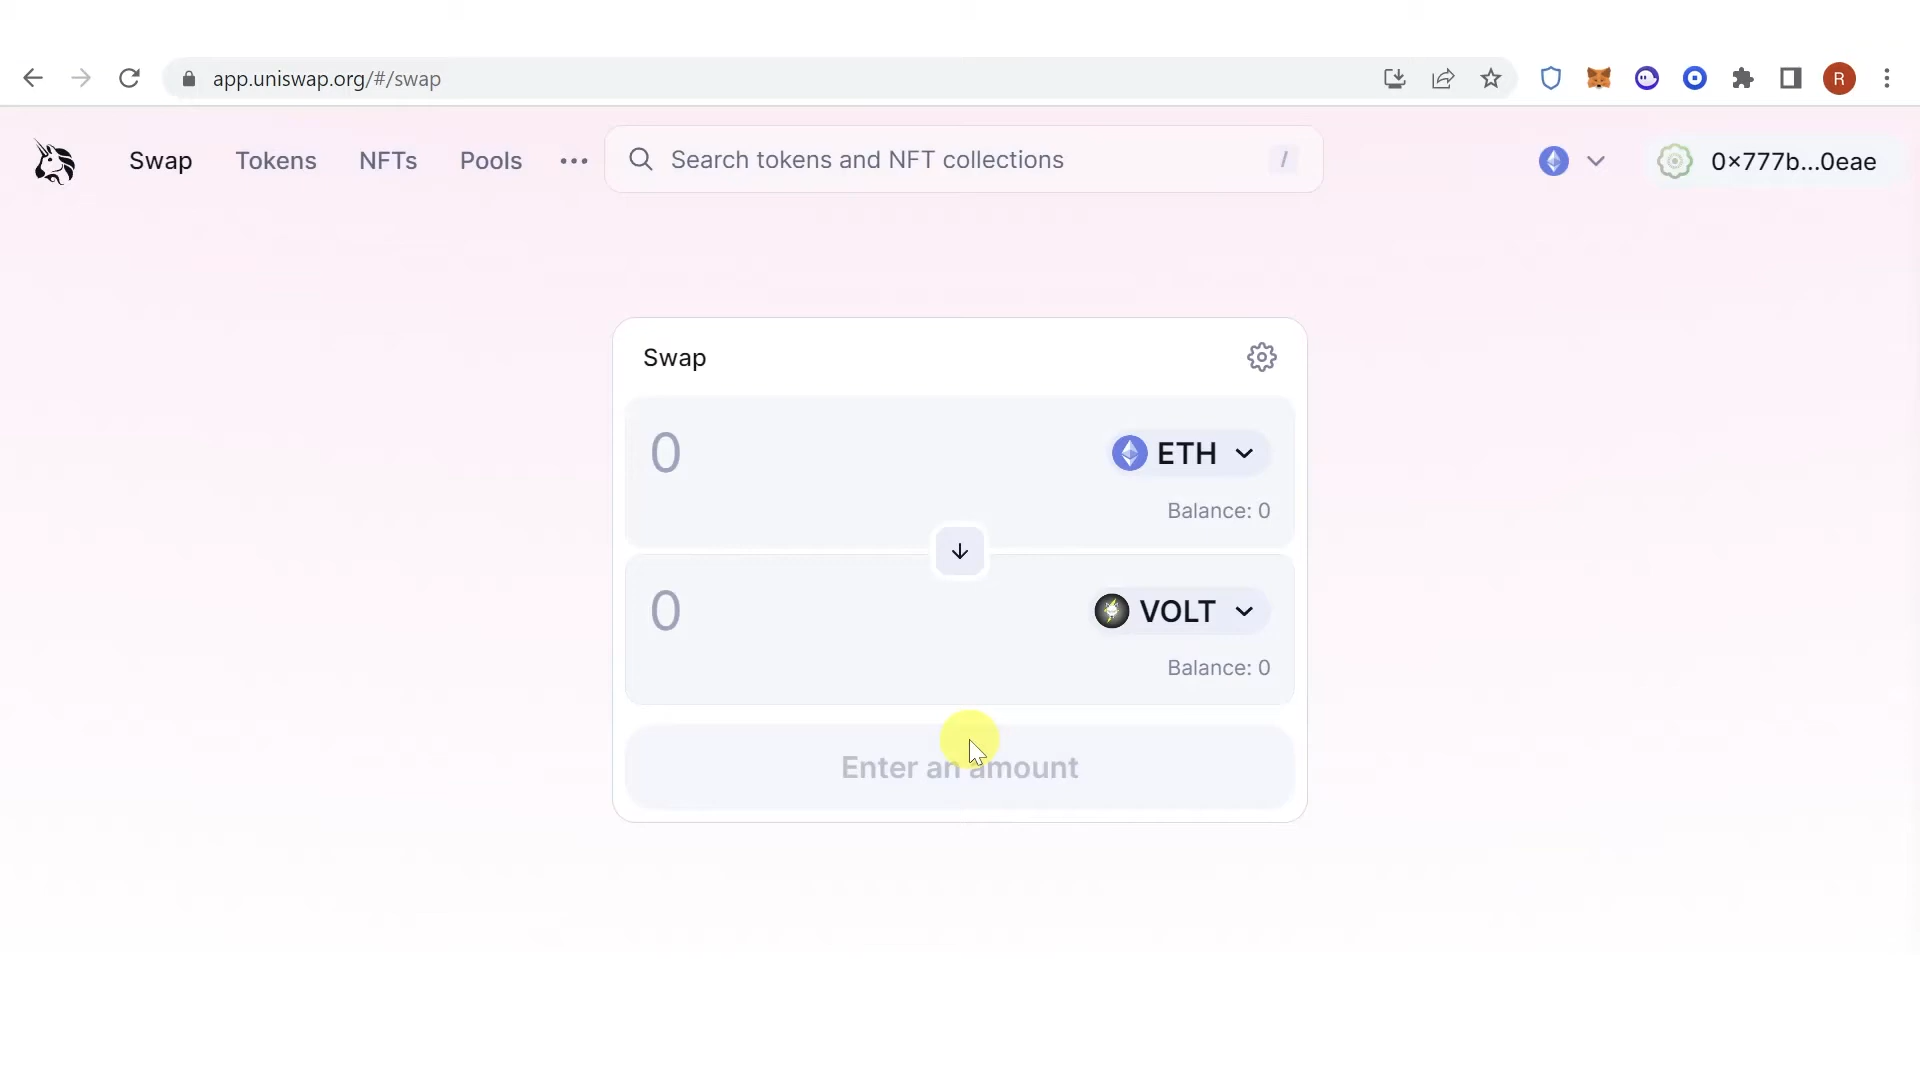 app.uniswap.org/#/swap
R
Swap
Tokens
NFTs
Pools
Search tokens and NFT collections
/
0×777b...0eae
Swap
0
ETH
Balance: 0
0
VOLT
Balance: 0
Enter an amount